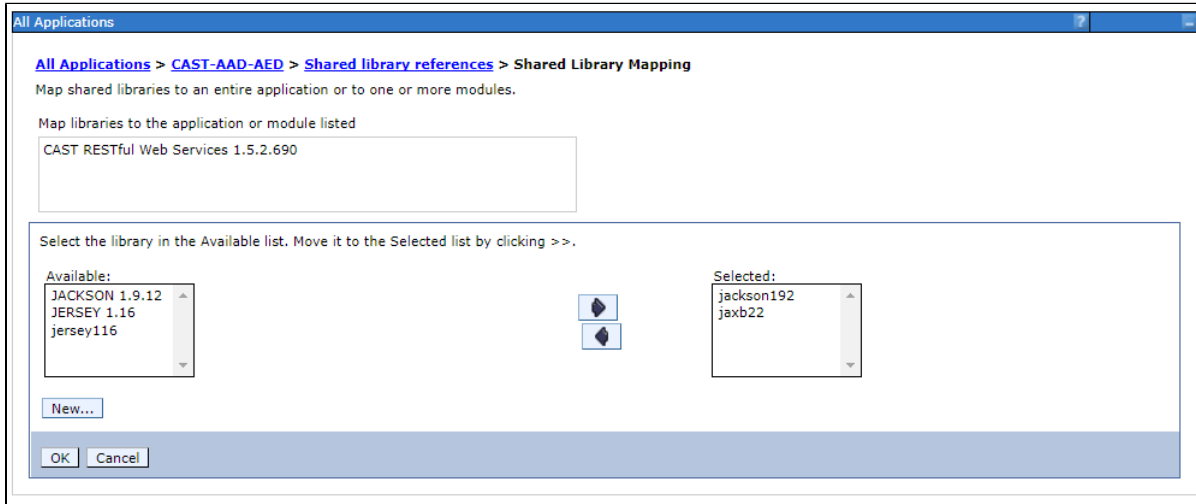 All Applications
?
All Applications > CAST-AAD-AED > Shared library references > Shared Library Mapping
Map shared libraries to an entire application or to one or more modules.
Map libraries to the application or module listed
CAST RESTful Web Services 1.5.2.690
Select the library in the Available list. Move it to the Selected list by clicking >>.
Available:
JACKSON 1.9.12
JERSEY 1.16
jersey116
Selected:
jackson192
jaxb22
New...
OK Cancel